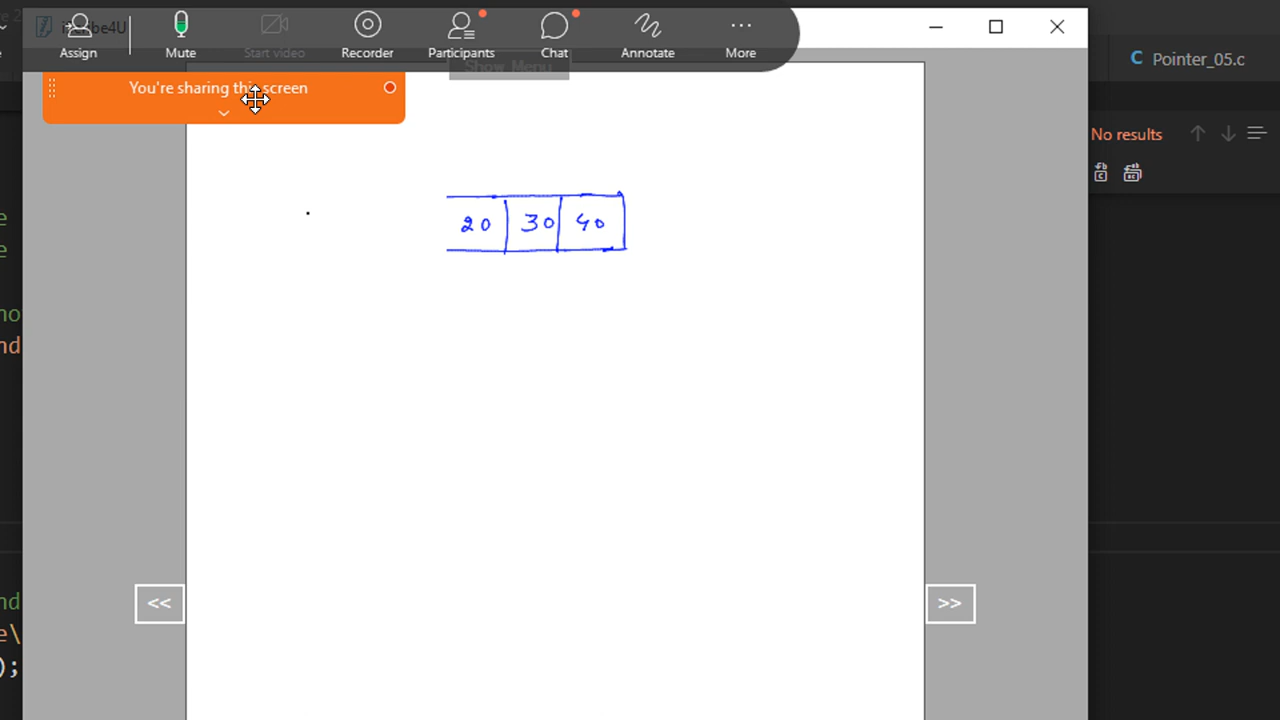 Assign Mute Start video Recorder Participants Chat Annotate More
Show Menu
C Pointer_05.c
You're sharing this screen
No results
20 30 40
<< >>
nd
e\
);